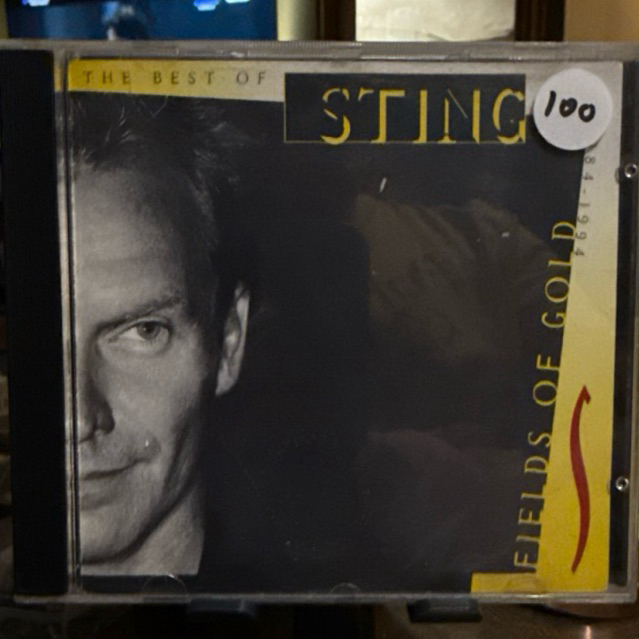 THE BEST OF
STING
100
84-1994
FIELDS OF GOLD